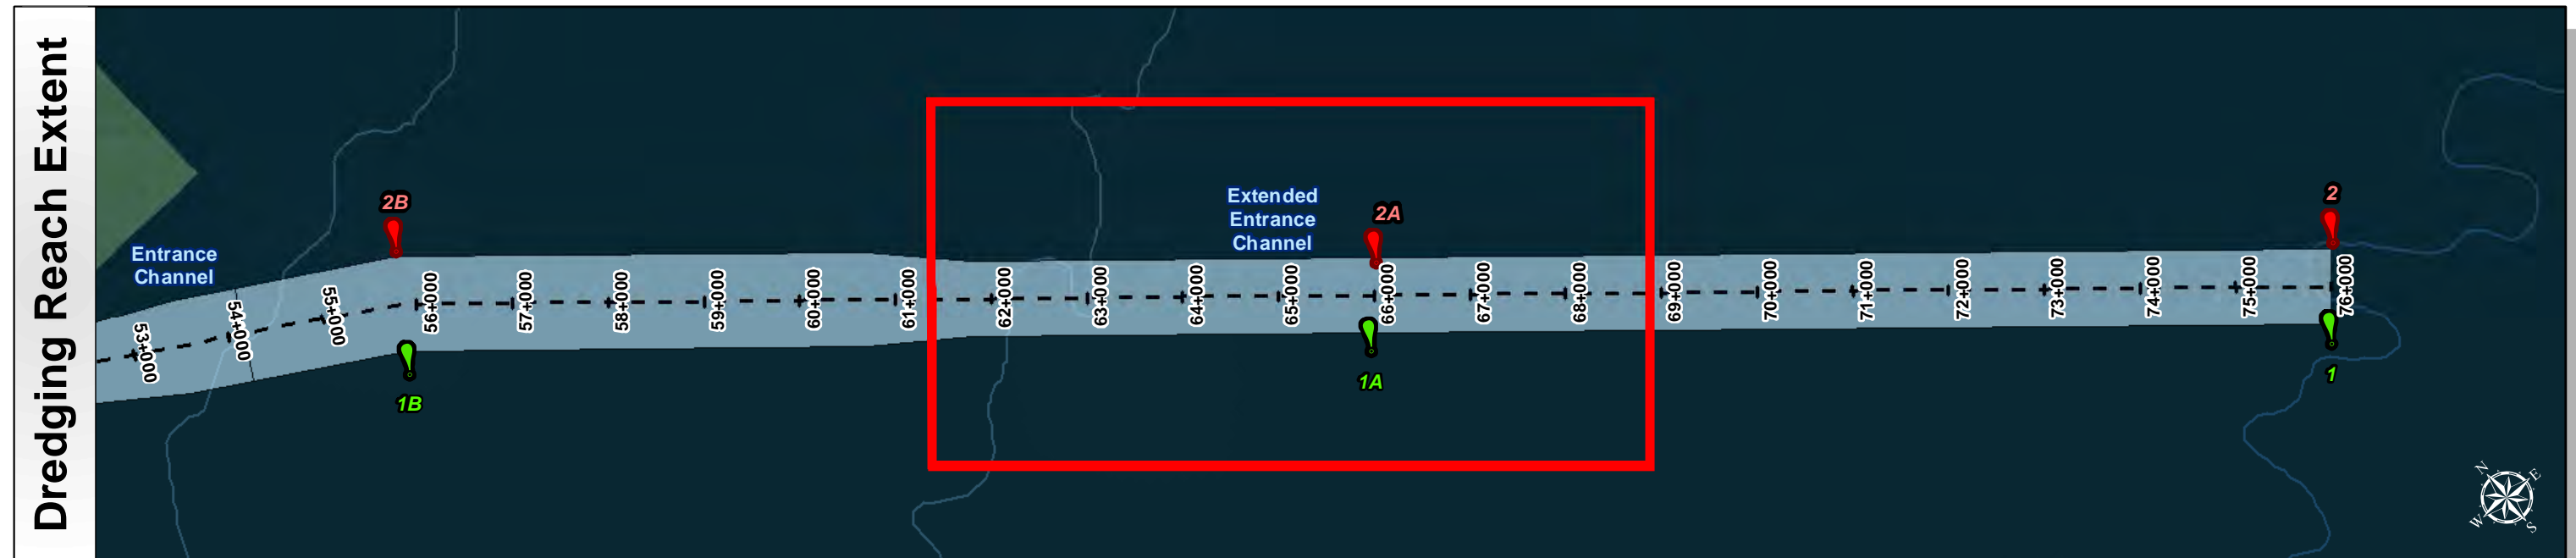 Dredging Reach Extent
2B
2A
2
Extended
Entrance
Channel
Entrance
Channel
53+000
54+000
55+000
56+000
57+000
58+000
59+000
60+000
61+000
62+000
63+000
64+000
65+000
66+000
67+000
68+000
69+000
70+000
71+000
72+000
73+000
74+000
75+000
76+000
1B
1A
1
N
E
W
S